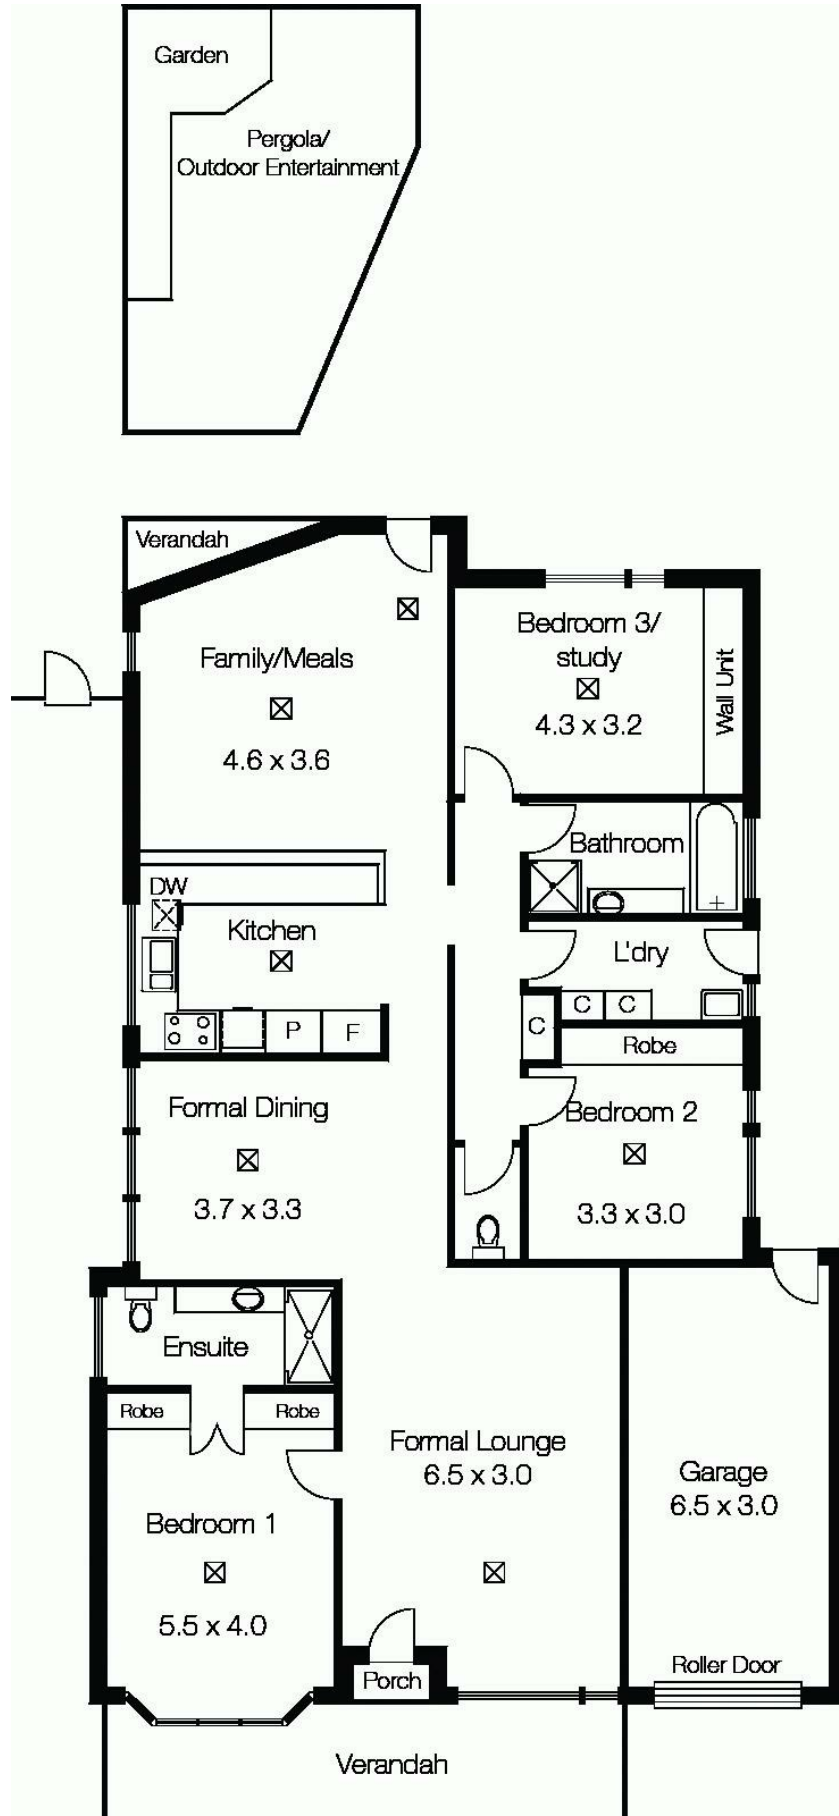 Garden
Pergola/
Outdoor Entertainment
Verandah
Family/Meals
4.6 x 3.6
Bedroom 3/
study
4.3 x 3.2
Wall Unit
Bathroom
DW
Kitchen
L'dry
C C
C
P F
Robe
Formal Dining
3.7 x 3.3
Bedroom 2
3.3 x 3.0
Ensuite
Robe Robe
Formal Lounge
6.5 x 3.0
Garage
6.5 x 3.0
Bedroom 1
5.5 x 4.0
Porch
Roller Door
Verandah